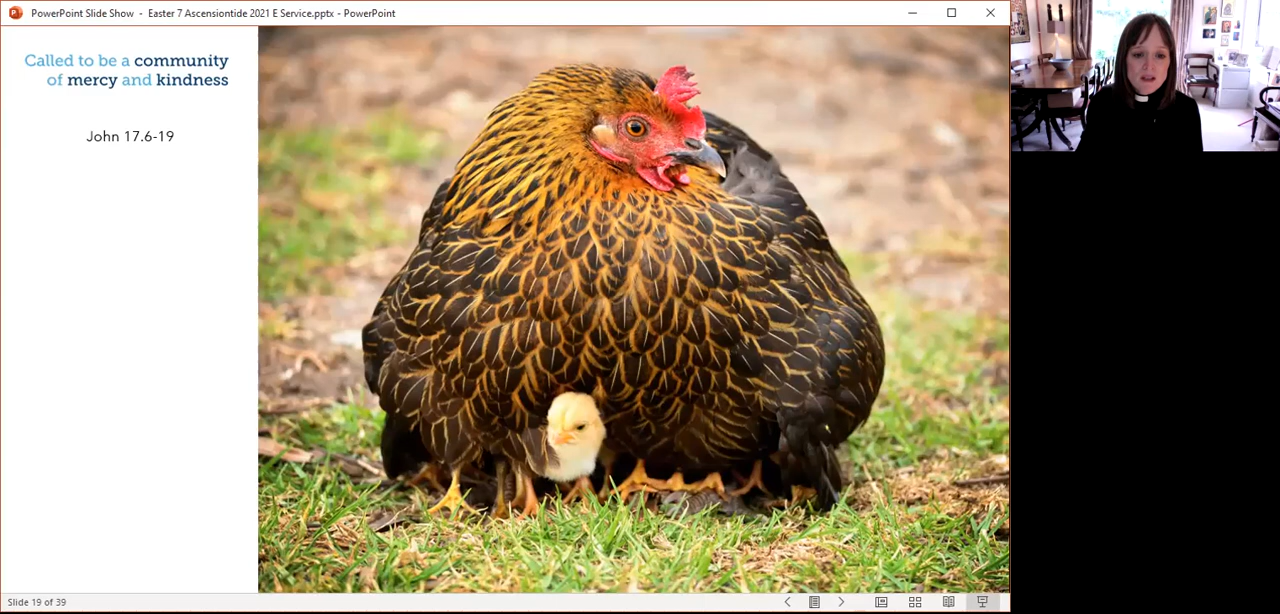 PowerPoint Slide Show - Easter 7 Ascensiontide 2021 E Service.pptx - PowerPoint
Called to be a community
of mercy and kindness
John 17.6-19
Slide 19 of 39